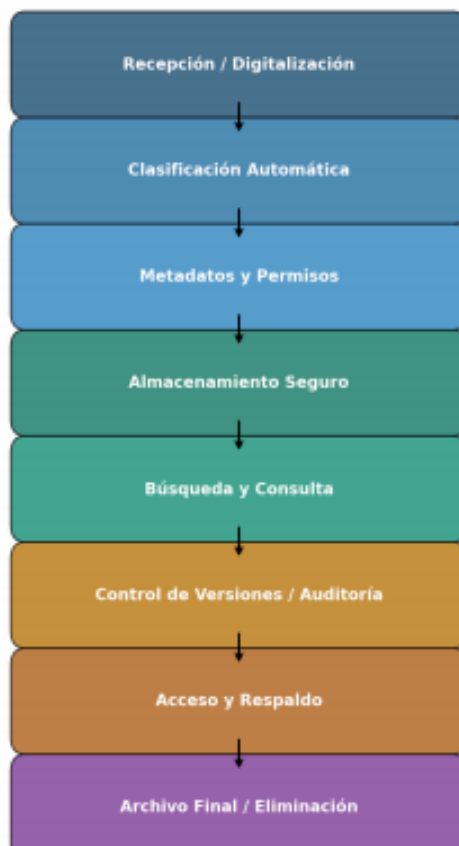 Recepción / Digitalización
Clasificación Automática
Metadatos y Permisos
Almacenamiento Seguro
Búsqueda y Consulta
Control de Versiones / Auditoría
Acceso y Respaldo
Archivo Final / Eliminación